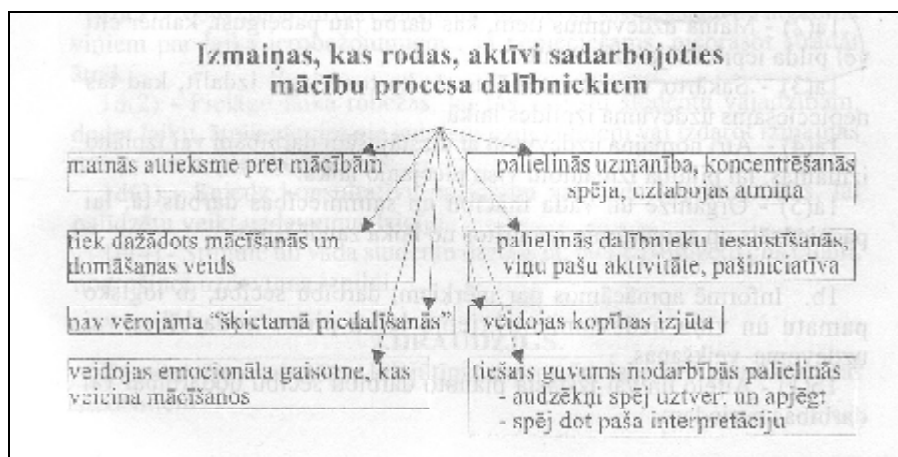 Izmaiņas, kas rodas, aktīvi sadarbojoties
mācību procesa dalībniekiem
mainās attieksme pret mācībām
palielinās uzmanība, koncentrēšanās
spēja, uzlabojas atmiņa
tiek dažādots mācīšanās un
domāšanas veids
palielinās dalībnieku iesaistīšanās,
viņu pašu aktivitāte, pašiniciatīva
nav vērojama “šķietamā piedalīšanās”
veidojas kopības izjūta
veidojas emocionāla gaisotne, kas
veicina mācīšanos
tiešais guvums nodarbībās palielinās
- audzēkņi spēj uztvert un apjēgt
- spēj dot paša interpretāciju